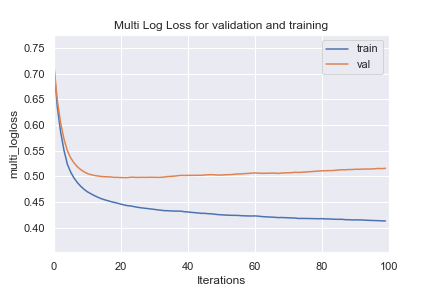 Multi Log Loss for validation and training
train
val
multi_logloss
0.75
0.70
0.65
0.60
0.55
0.50
0.45
0.40
0 20 40 60 80 100
Iterations